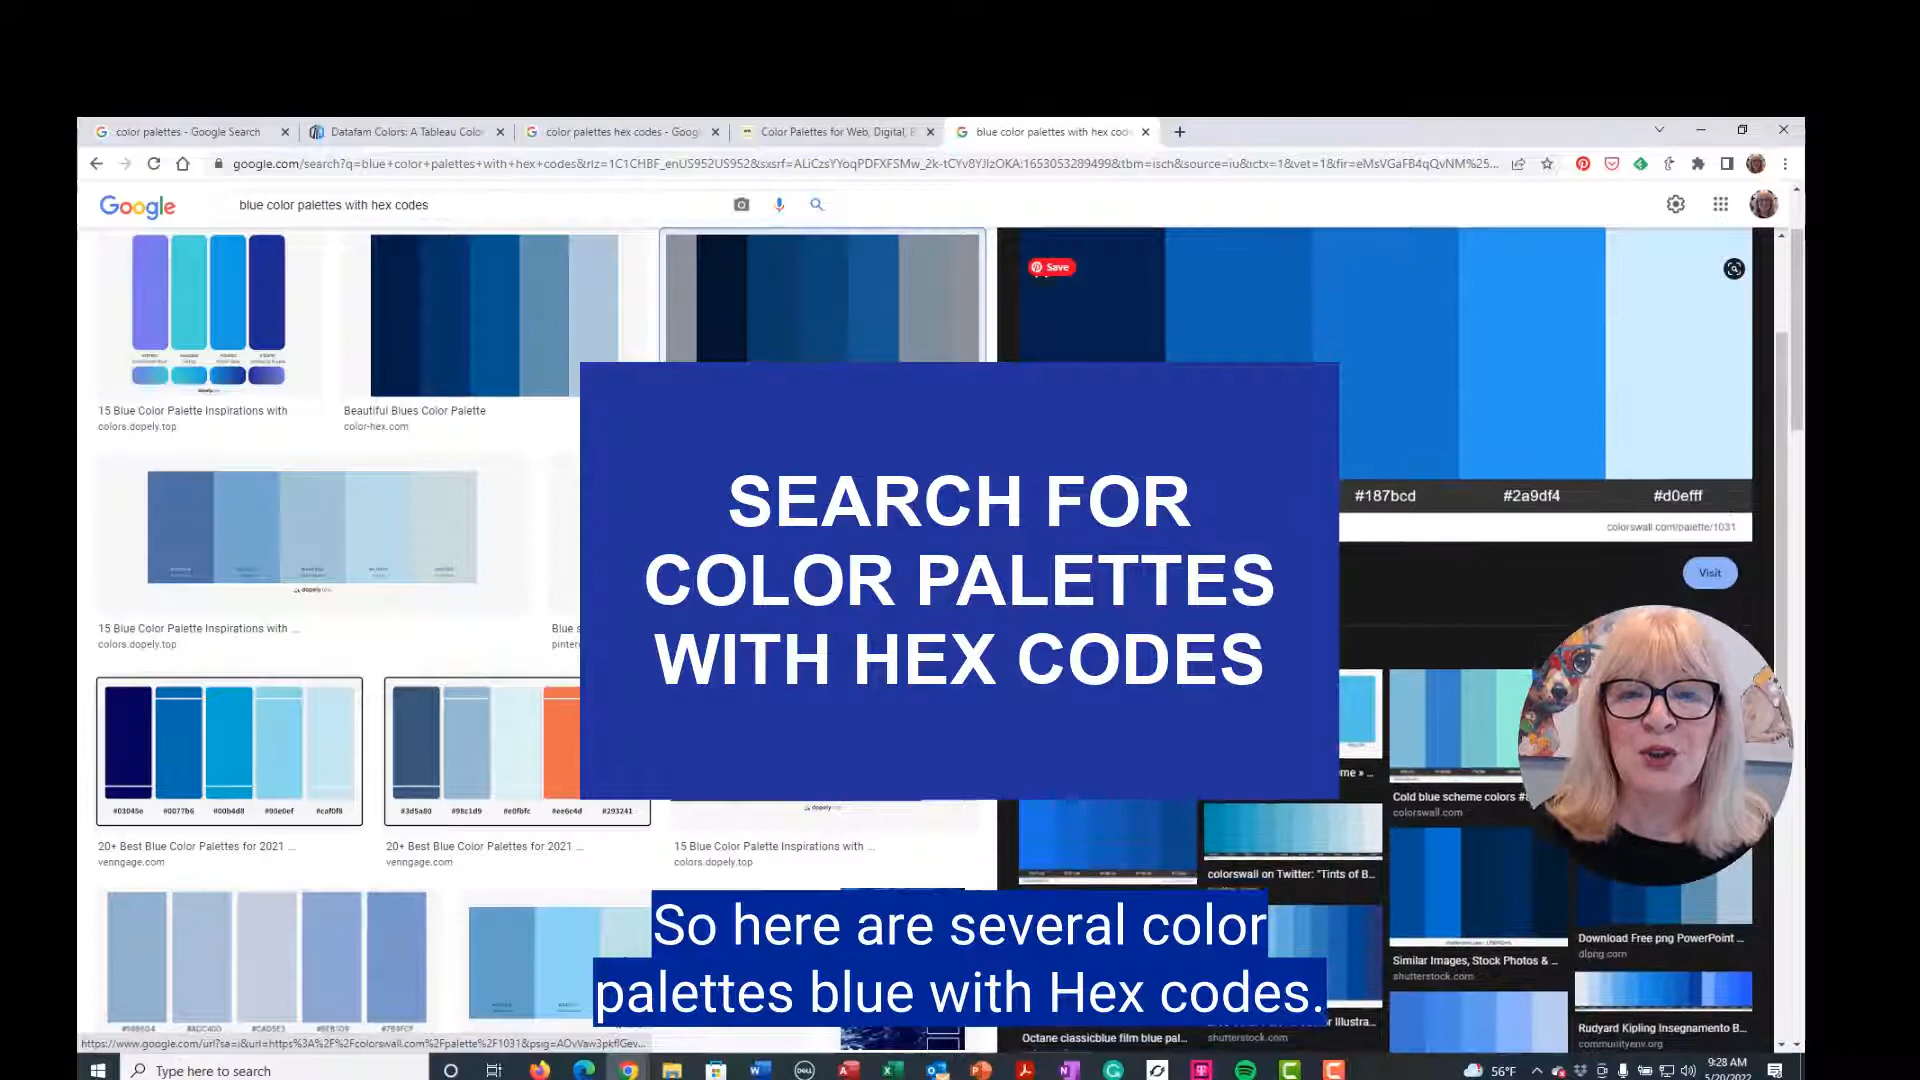 color palettes - Google Search
Datafam Colors: A Tableau Colo
color palettes hex codes - Goog
Color Palettes for Web, Digital, B
blue color palettes with hex cod
Google
blue color palettes with hex codes
Save
15 Blue Color Palette Inspirations with
colors.dopely.top
Beautiful Blues Color Palette
color-hex.com
#187bcd
#2a9df4
#d0efff
colorswall.com/palette/1031
Visit
SEARCH FOR
COLOR PALETTES
WITH HEX CODES
15 Blue Color Palette Inspirations with ...
colors.dopely.top
Blue s
pinter
#03045e #0077b6 #00b4d8 #90e0ef #caf0f8
#3d5a80 #98c1d9 #e0fbfc #ee6c4d #293241
20+ Best Blue Color Palettes for 2021 ...
venngage.com
20+ Best Blue Color Palettes for 2021 ...
venngage.com
15 Blue Color Palette Inspirations with ...
colors.dopely.top
me » ...
Cold blue scheme colors #
colorswall.com
colorswall on Twitter: "Tints of B...
Similar Images, Stock Photos & ...
shutterstock.com
Download Free png PowerPoint ...
dlpng.com
Octane classicblue film blue pal...
Illustra...
shutterstock.com
Rudyard Kipling Insegnamento B...
communityenv.org
So here are several color
palettes blue with Hex codes.
Type here to search
56°F
9:28 AM
5/20/2022